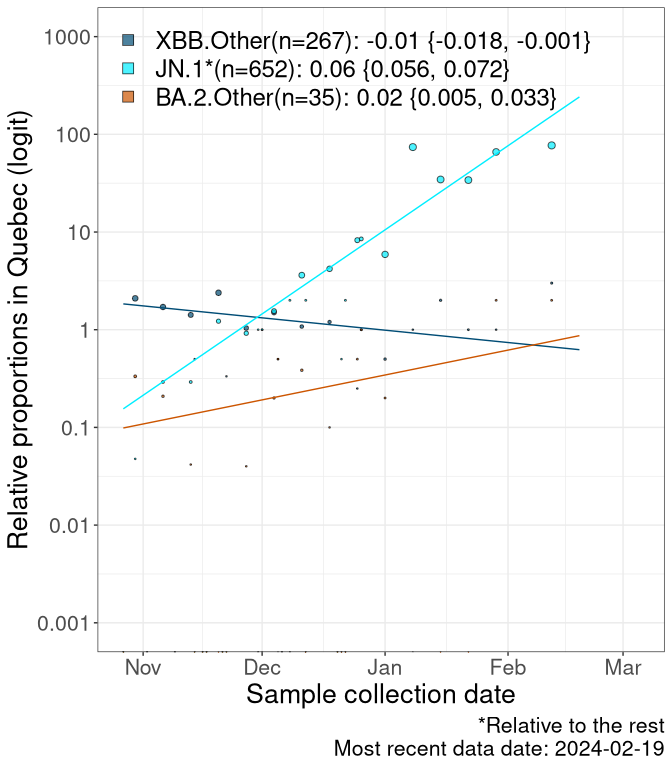 XBB.Other(n=267): -0.01 {-0.018, -0.001}
JN.1*(n=652): 0.06 {0.056, 0.072}
BA.2.Other(n=35): 0.02 {0.005, 0.033}
Relative proportions in Quebec (logit)
1000
100
10
1
0.1
0.01
0.001
Nov Dec Jan Feb Mar
Sample collection date
*Relative to the rest
Most recent data date: 2024-02-19